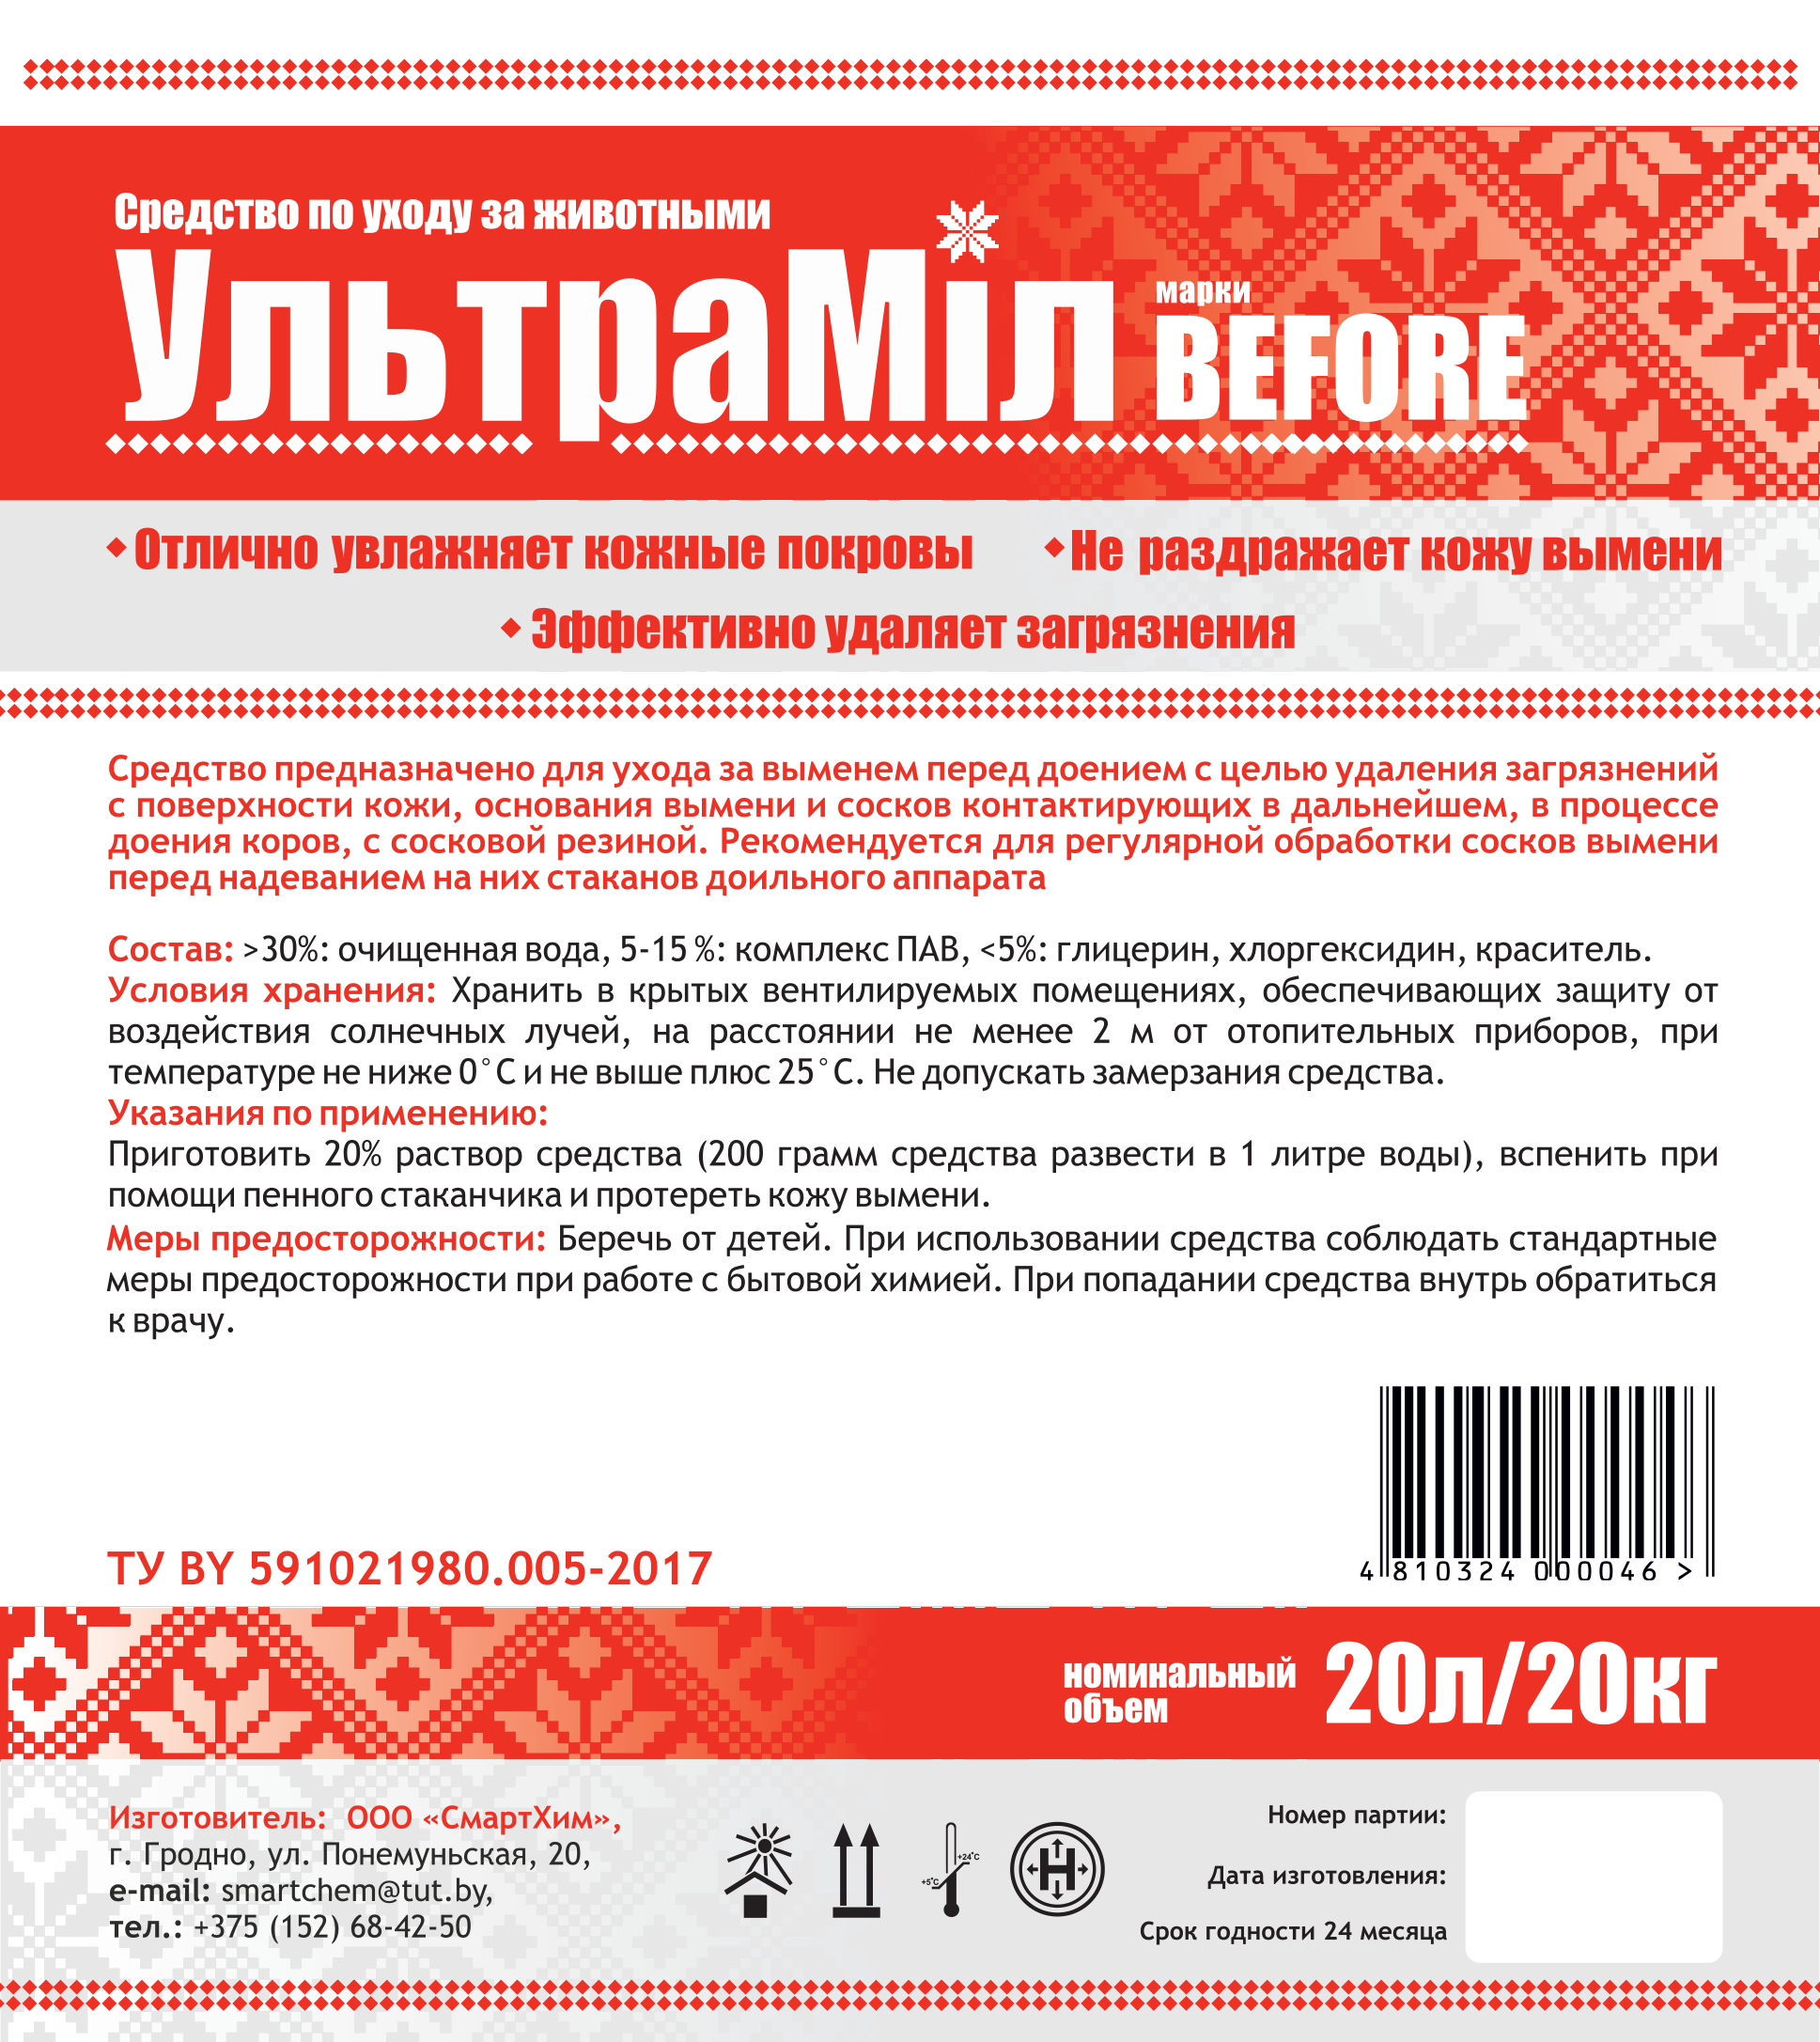 Средство по уходу за животными
УльтраМіл марки BEFORE
Отлично увлажняет кожные покровы
Не раздражает кожу вымени
Эффективно удаляет загрязнения
Средство предназначено для ухода за выменем перед доением с целью удаления загрязнений
с поверхности кожи, основания вымени и сосков контактирующих в дальнейшем, в процессе
доения коров, с сосковой резиной. Рекомендуется для регулярной обработки сосков вымени
перед надеванием на них стаканов доильного аппарата
Состав: >30%: очищенная вода, 5-15 %: комплекс ПАВ, <5%: глицерин, хлоргексидин, краситель.
Условия хранения: Хранить в крытых вентилируемых помещениях, обеспечивающих защиту от
воздействия солнечных лучей, на расстоянии не менее 2 м от отопительных приборов, при
температуре не ниже 0°С и не выше плюс 25°С. Не допускать замерзания средства.
Указания по применению:
Приготовить 20% раствор средства (200 грамм средства развести в 1 литре воды), вспенить при
помощи пенного стаканчика и протереть кожу вымени.
Меры предосторожности: Беречь от детей. При использовании средства соблюдать стандартные
меры предосторожности при работе с бытовой химией. При попадании средства внутрь обратиться
к врачу.
4 810324 000046 >
ТУ BY 591021980.005-2017
номинальный
объем
20л/20кг
Изготовитель: ООО «СмартХим»,
г. Гродно, ул. Понемуньская, 20,
e-mail: smartchem@tut.by,
тел.: +375 (152) 68-42-50
+5°C
+24°C
Н
Номер партии:
Дата изготовления:
Срок годности 24 месяца